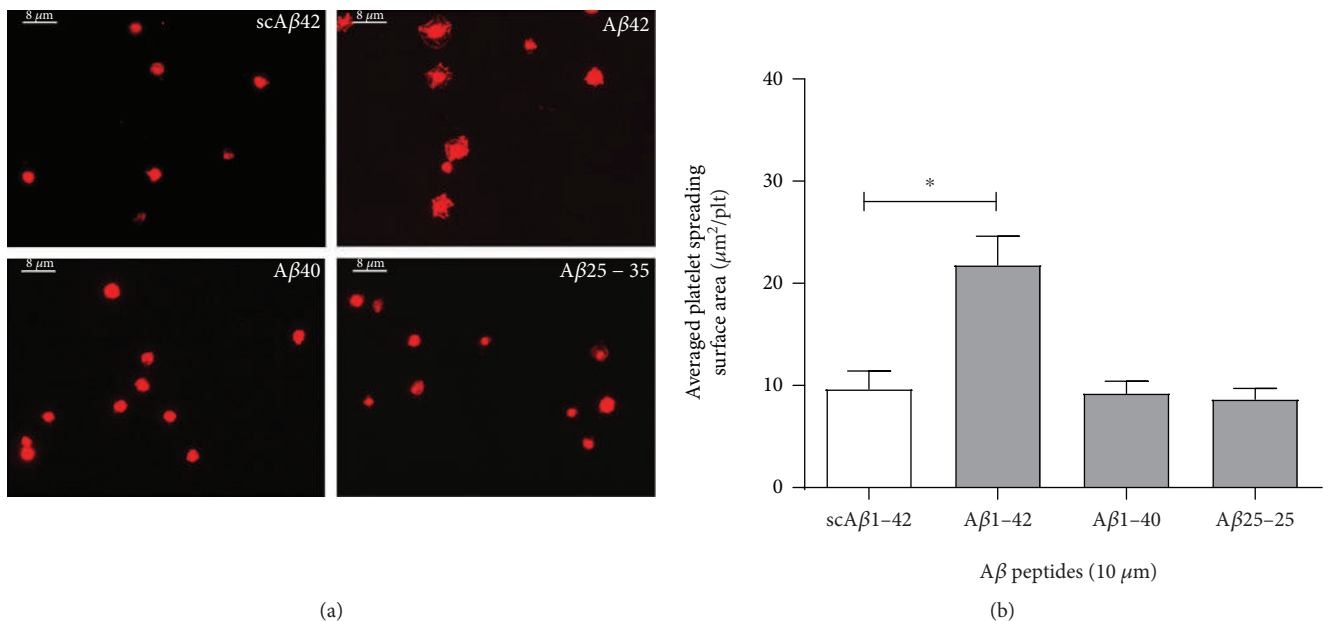 8 μm
scAβ42
8 μm
Aβ42
8 μm
Aβ40
8 μm
Aβ25 – 35
(a)
Averaged platelet spreading
surface area (μm²/plt)
40
30
20
10
0
*
scAβ1–42
Aβ1–42
Aβ1–40
Aβ25–25
Aβ peptides (10 μm)
(b)